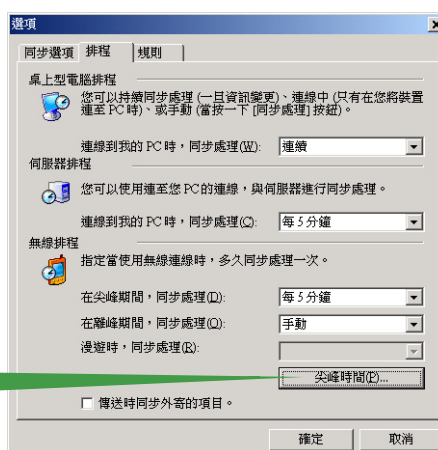 選項
同步選項 排程 規則
桌上型電腦排程
您可以持續同步處理 (一旦資訊變更)、連線中 (只有在您將裝置
連至 PC 時)、或手動 (當按一下 [同步處理] 按鈕)。
連線到我的 PC 時，同步處理(W): 連續
伺服器排程
您可以使用連至您 PC 的連線，與伺服器進行同步處理。
連線到我的 PC 時，同步處理(C): 每 5 分鐘
無線排程
指定當使用無線連線時，多久同步處理一次。
在尖峰期間，同步處理(D): 每 5 分鐘
在離峰期間，同步處理(O): 手動
漫遊時，同步處理(R):
尖峰時間(P)...
傳送時同步外寄的項目。
確定 取消